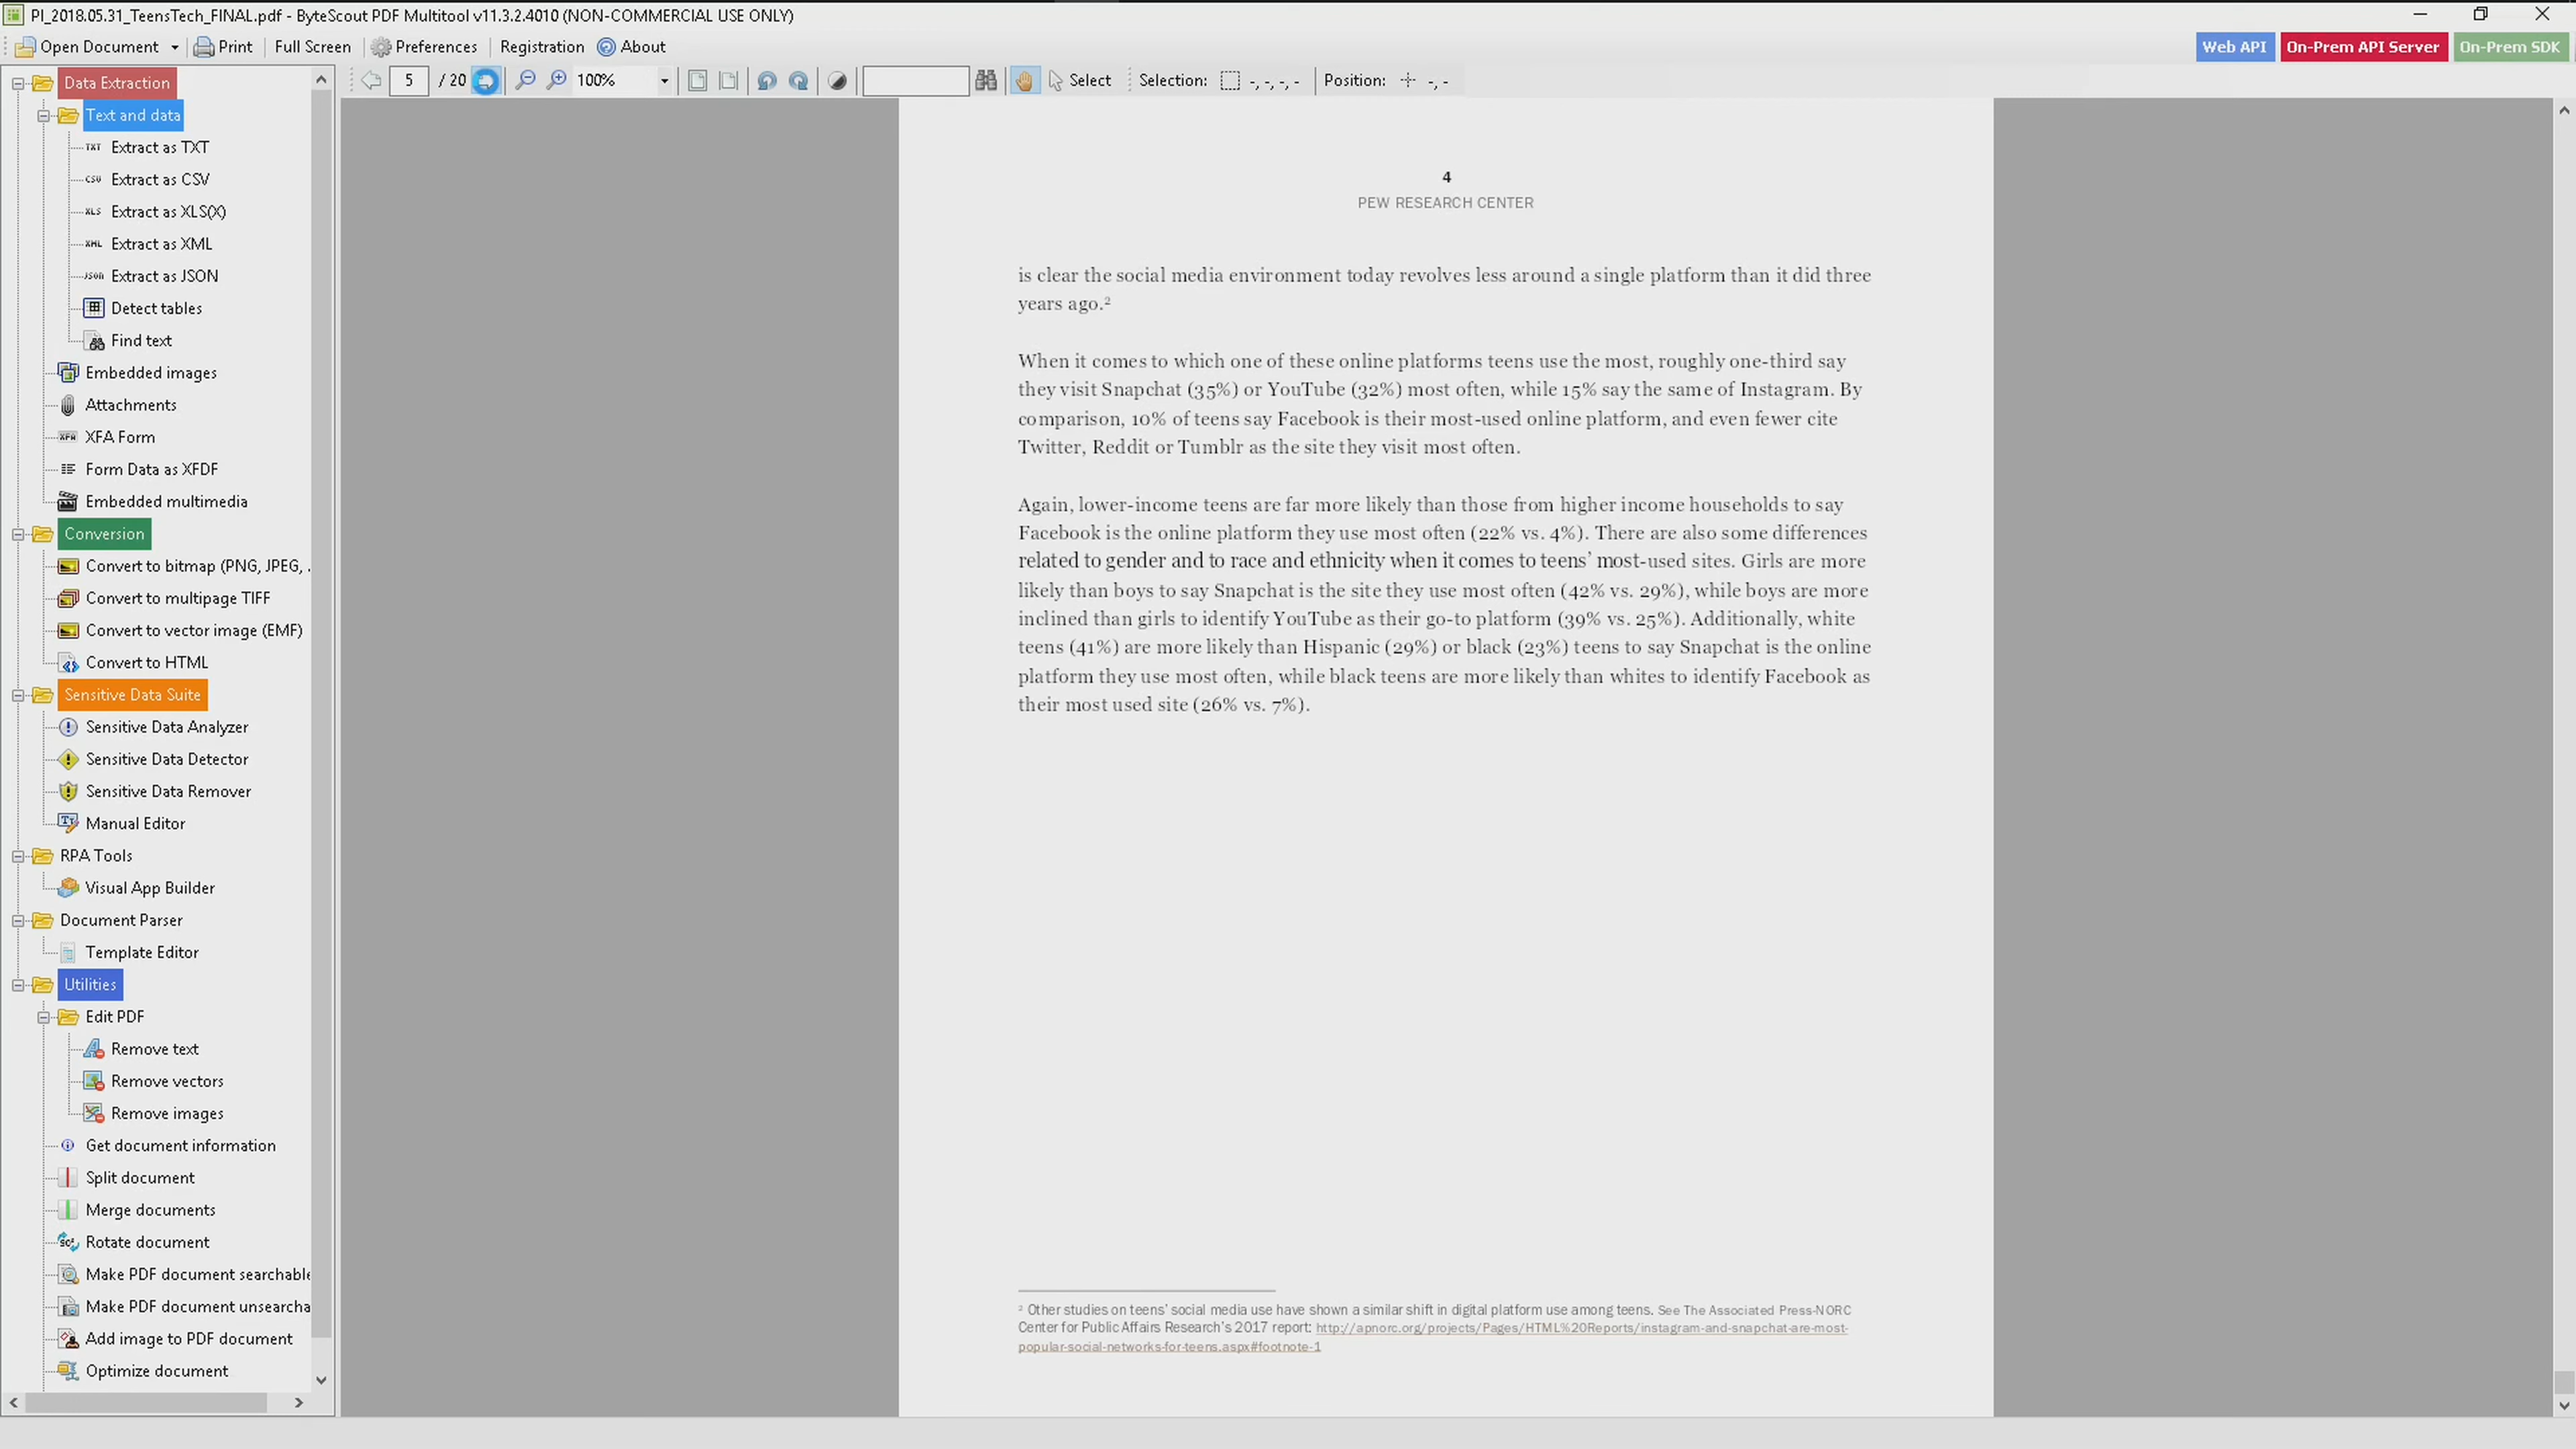 PI_2018.05.31_TeensTech_FINAL.pdf - ByteScout PDF Multitool v11.3.2.4010 (NON-COMMERCIAL USE ONLY)
Open Document Print Full Screen Preferences Registration About Web API On-Prem API Server On-Prem SDK
5 / 20 100% Select Selection: -, -, -, - Position: -, -
Data Extraction
Text and data
TXT Extract as TXT
CSV Extract as CSV
XLS Extract as XLS(X)
XML Extract as XML
JSON Extract as JSON
Detect tables
Find text
Embedded images
Attachments
XFA XFA Form
Form Data as XFDF
Embedded multimedia
Conversion
Convert to bitmap (PNG, JPEG, .
Convert to multipage TIFF
Convert to vector image (EMF)
Convert to HTML
Sensitive Data Suite
Sensitive Data Analyzer
Sensitive Data Detector
Sensitive Data Remover
Manual Editor
RPA Tools
Visual App Builder
Document Parser
Template Editor
Utilities
Edit PDF
Remove text
Remove vectors
Remove images
Get document information
Split document
Merge documents
Rotate document
Make PDF document searchable
Make PDF document unsearcha
Add image to PDF document
Optimize document
4
PEW RESEARCH CENTER
is clear the social media environment today revolves less around a single platform than it did three
years ago.²
When it comes to which one of these online platforms teens use the most, roughly one-third say
they visit Snapchat (35%) or YouTube (32%) most often, while 15% say the same of Instagram. By
comparison, 10% of teens say Facebook is their most-used online platform, and even fewer cite
Twitter, Reddit or Tumblr as the site they visit most often.
Again, lower-income teens are far more likely than those from higher income households to say
Facebook is the online platform they use most often (22% vs. 4%). There are also some differences
related to gender and to race and ethnicity when it comes to teens’ most-used sites. Girls are more
likely than boys to say Snapchat is the site they use most often (42% vs. 29%), while boys are more
inclined than girls to identify YouTube as their go-to platform (39% vs. 25%). Additionally, white
teens (41%) are more likely than Hispanic (29%) or black (23%) teens to say Snapchat is the online
platform they use most often, while black teens are more likely than whites to identify Facebook as
their most used site (26% vs. 7%).
² Other studies on teens’ social media use have shown a similar shift in digital platform use among teens. See The Associated Press-NORC
Center for Public Affairs Research’s 2017 report: http://apnorc.org/projects/Pages/HTML%20Reports/instagram-and-snapchat-are-most-
popular-social-networks-for-teens.aspx#footnote-1